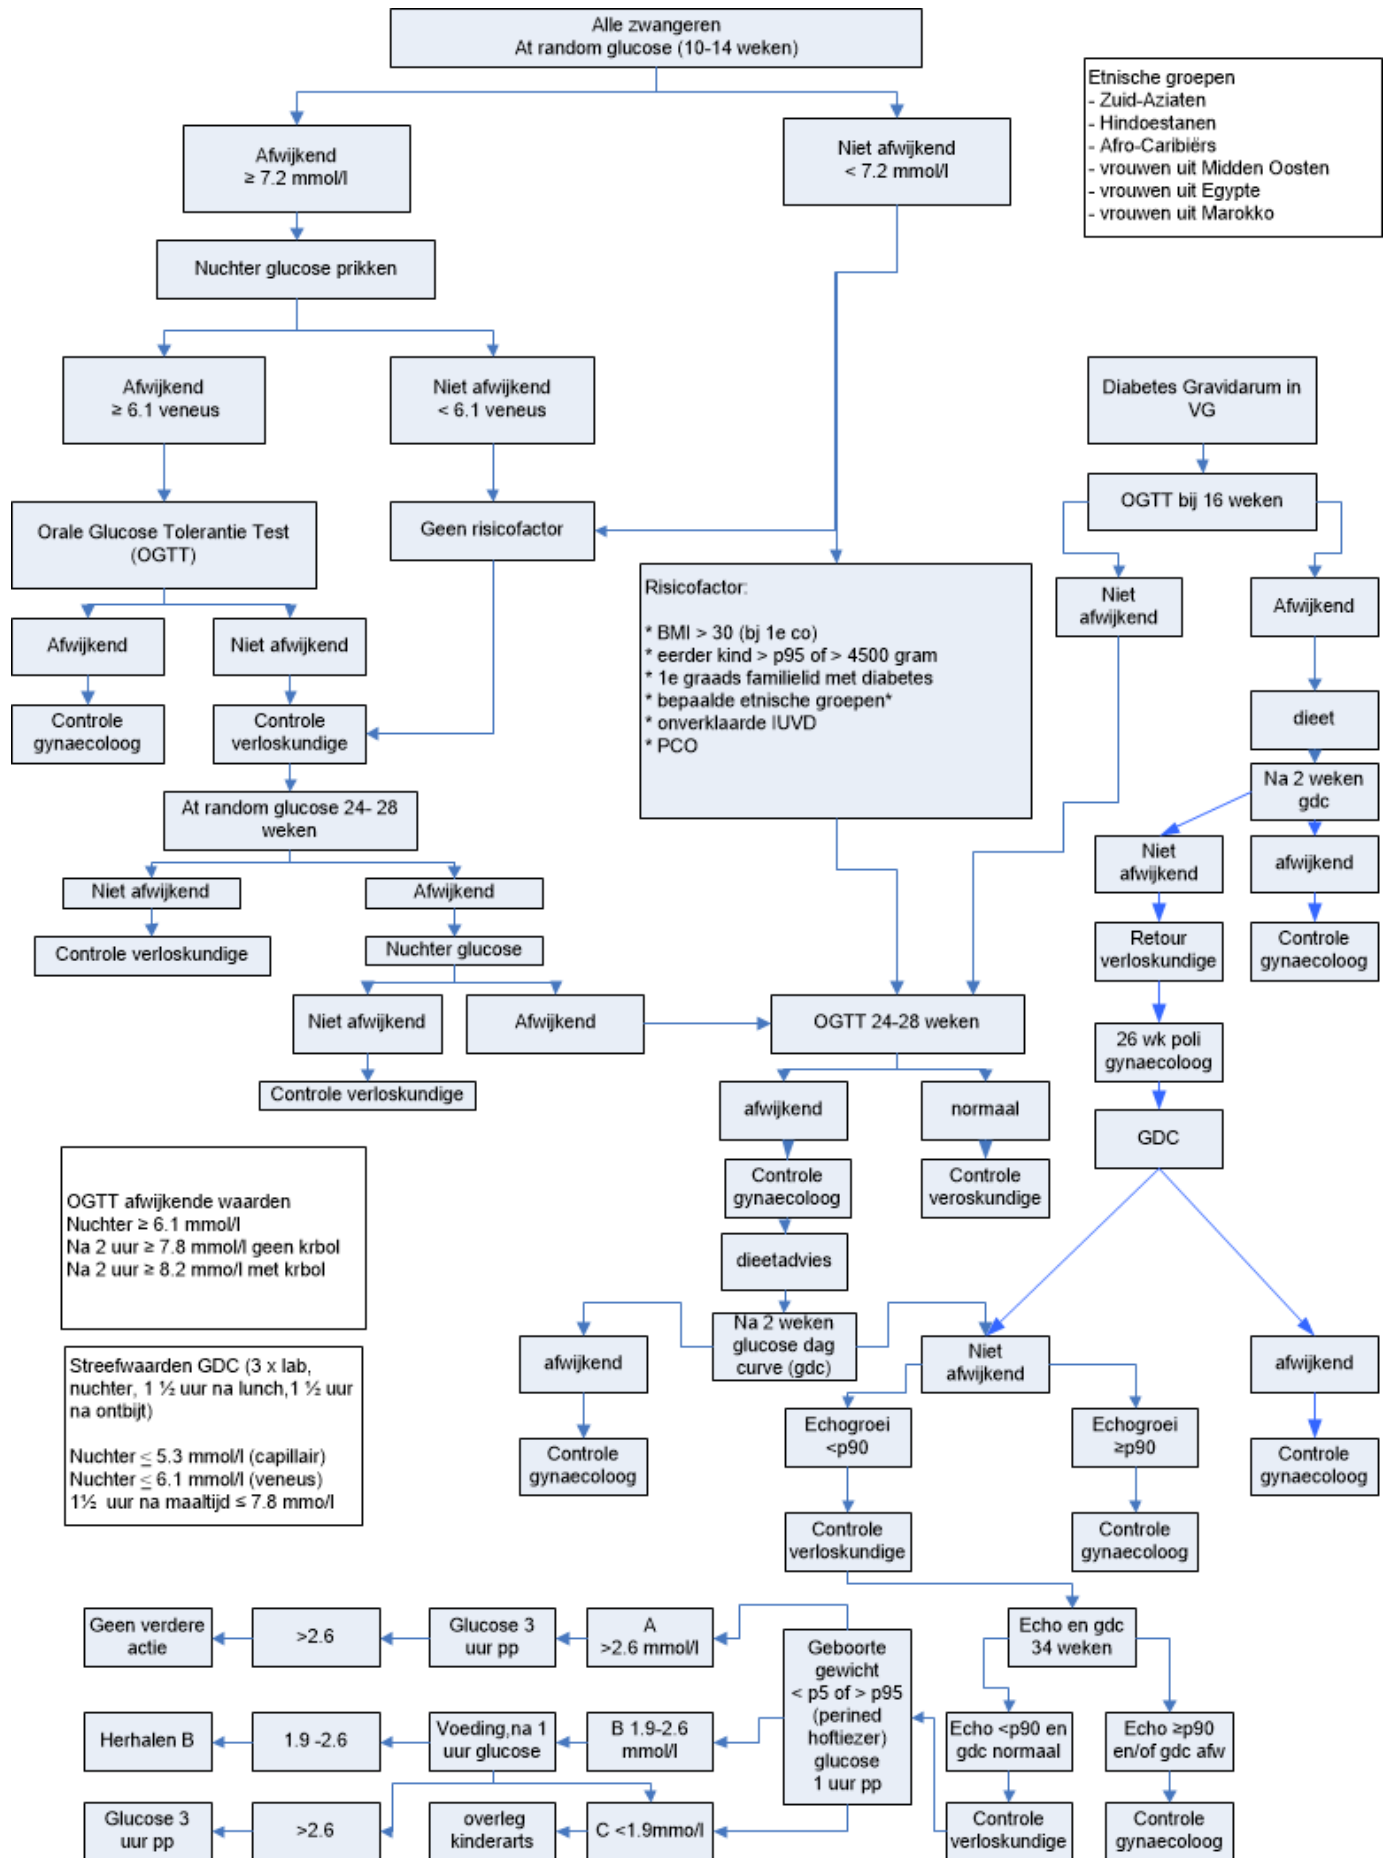 Alle zwangeren
At random glucose (10-14 weken)
Etnische groepen
- Zuid-Aziaten
- Hindoestanen
- Afro-Caribiërs
- vrouwen uit Midden Oosten
- vrouwen uit Egypte
- vrouwen uit Marokko
Afwijkend
≥ 7.2 mmol/l
Niet afwijkend
< 7.2 mmol/l
Nuchter glucose prikken
Afwijkend
≥ 6.1 veneus
Niet afwijkend
< 6.1 veneus
Diabetes Gravidarum in
VG
Orale Glucose Tolerantie Test
(OGTT)
Geen risicofactor
OGTT bij 16 weken
Risicofactor:
* BMI > 30 (bj 1e co)
* eerder kind > p95 of > 4500 gram
* 1e graads familielid met diabetes
* bepaalde etnische groepen*
* onverklaarde IUVD
* PCO
Niet
afwijkend
Afwijkend
Afwijkend
Niet afwijkend
Controle
gynaecoloog
Controle
verloskundige
dieet
Na 2 weken
gdc
At random glucose 24- 28
weken
Niet
afwijkend
afwijkend
Niet afwijkend
Afwijkend
Controle verloskundige
Nuchter glucose
Retour
verloskundige
Controle
gynaecoloog
Niet afwijkend
Afwijkend
OGTT 24-28 weken
26 wk poli
gynaecoloog
Controle verloskundige
afwijkend
normaal
GDC
Controle
gynaecoloog
Controle
veroskundige
OGTT afwijkende waarden
Nuchter ≥ 6.1 mmol/l
Na 2 uur ≥ 7.8 mmol/l geen krbol
Na 2 uur ≥ 8.2 mmo/l met krbol
dieetadvies
Na 2 weken
glucose dag
curve (gdc)
afwijkend
Niet
afwijkend
afwijkend
Streefwaarden GDC (3 x lab,
nuchter, 1 ½ uur na lunch,1 ½ uur
na ontbijt)
Nuchter ≤ 5.3 mmol/l (capillair)
Nuchter ≤ 6.1 mmol/l (veneus)
1½ uur na maaltijd ≤ 7.8 mmo/l
Controle
gynaecoloog
Echogroei
<p90
Echogroei
≥p90
Controle
gynaecoloog
Controle
verloskundige
Controle
gynaecoloog
Geen verdere
actie
>2.6
Glucose 3
uur pp
A
>2.6 mmol/l
Geboorte
gewicht
< p5 of > p95
(perined
hoftiezer)
glucose
1 uur pp
Echo en gdc
34 weken
Herhalen B
1.9 -2.6
Voeding,na 1
uur glucose
B 1.9-2.6
mmol/l
Echo <p90 en
gdc normaal
Echo ≥p90
en/of gdc afw
Glucose 3
uur pp
>2.6
overleg
kinderarts
C <1.9mmo/l
Controle
verloskundige
Controle
gynaecoloog